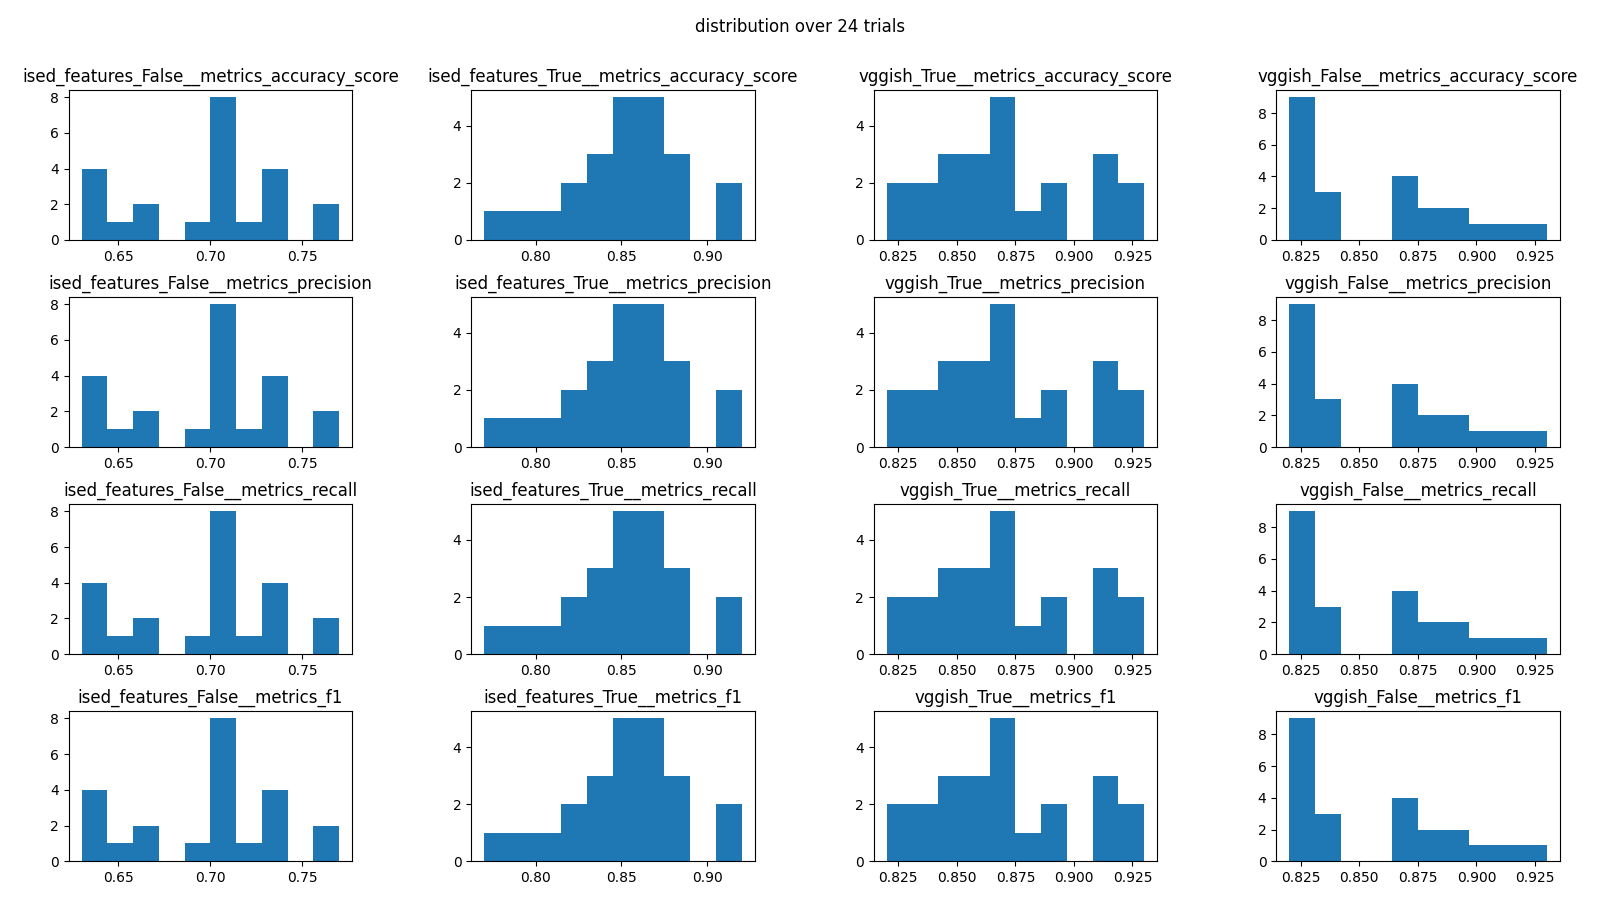 distribution over 24 trials
ised_features_False__metrics_accuracy_score
ised_features_True__metrics_accuracy_score
vggish_True__metrics_accuracy_score
vggish_False__metrics_accuracy_score
8
6
4
2
0
0.65 0.70 0.75
4
2
0
0.80 0.85 0.90
4
2
0
0.825 0.850 0.875 0.900 0.925
8
6
4
2
0
0.825 0.850 0.875 0.900 0.925
ised_features_False__metrics_precision
ised_features_True__metrics_precision
vggish_True__metrics_precision
vggish_False__metrics_precision
8
6
4
2
0
0.65 0.70 0.75
4
2
0
0.80 0.85 0.90
4
2
0
0.825 0.850 0.875 0.900 0.925
8
6
4
2
0
0.825 0.850 0.875 0.900 0.925
ised_features_False__metrics_recall
ised_features_True__metrics_recall
vggish_True__metrics_recall
vggish_False__metrics_recall
8
6
4
2
0
0.65 0.70 0.75
4
2
0
0.80 0.85 0.90
4
2
0
0.825 0.850 0.875 0.900 0.925
8
6
4
2
0
0.825 0.850 0.875 0.900 0.925
ised_features_False__metrics_f1
ised_features_True__metrics_f1
vggish_True__metrics_f1
vggish_False__metrics_f1
8
6
4
2
0
0.65 0.70 0.75
4
2
0
0.80 0.85 0.90
4
2
0
0.825 0.850 0.875 0.900 0.925
8
6
4
2
0
0.825 0.850 0.875 0.900 0.925